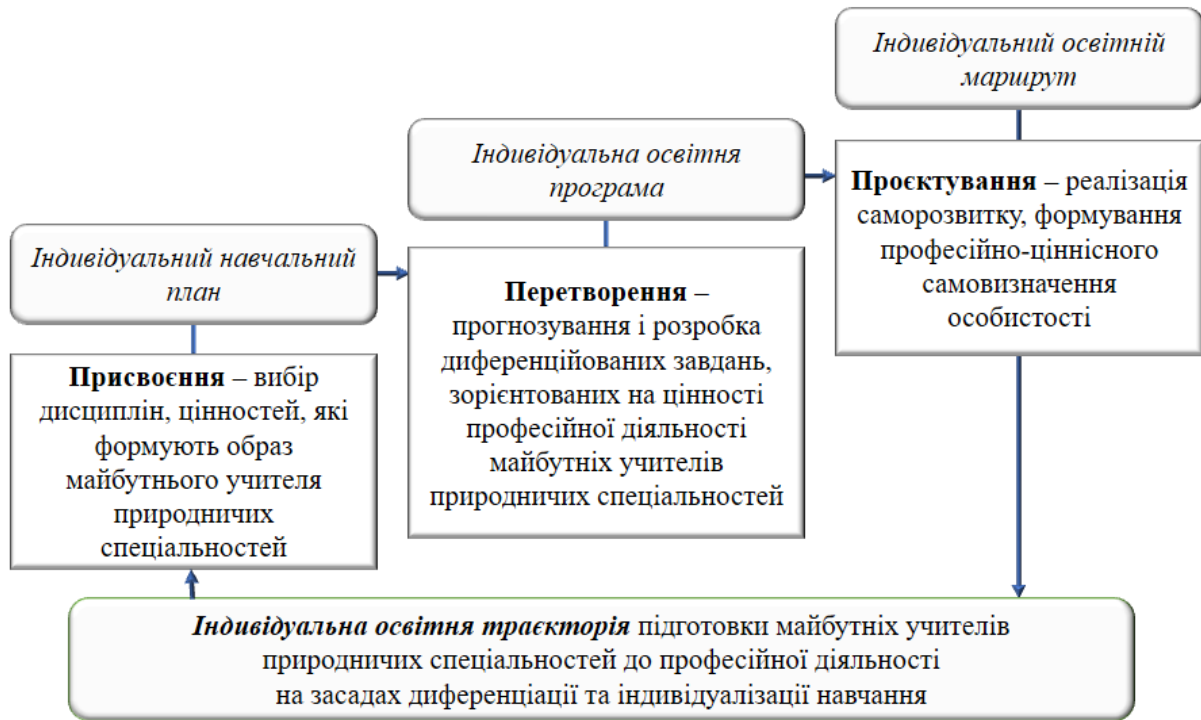 Індивідуальний освітній
маршрут
Індивідуальна освітня
програма
Проєктування – реалізація
саморозвитку, формування
професійно-ціннісного
самовизначення
особистості
Індивідуальний навчальний
план
Перетворення –
прогнозування і розробка
диференційованих завдань,
зорієнтованих на цінності
професійної діяльності
майбутніх учителів
природничих спеціальностей
Присвоєння – вибір
дисциплін, цінностей, які
формують образ
майбутнього учителя
природничих
спеціальностей
Індивідуальна освітня траєкторія підготовки майбутніх учителів
природничих спеціальностей до професійної діяльності
на засадах диференціації та індивідуалізації навчання